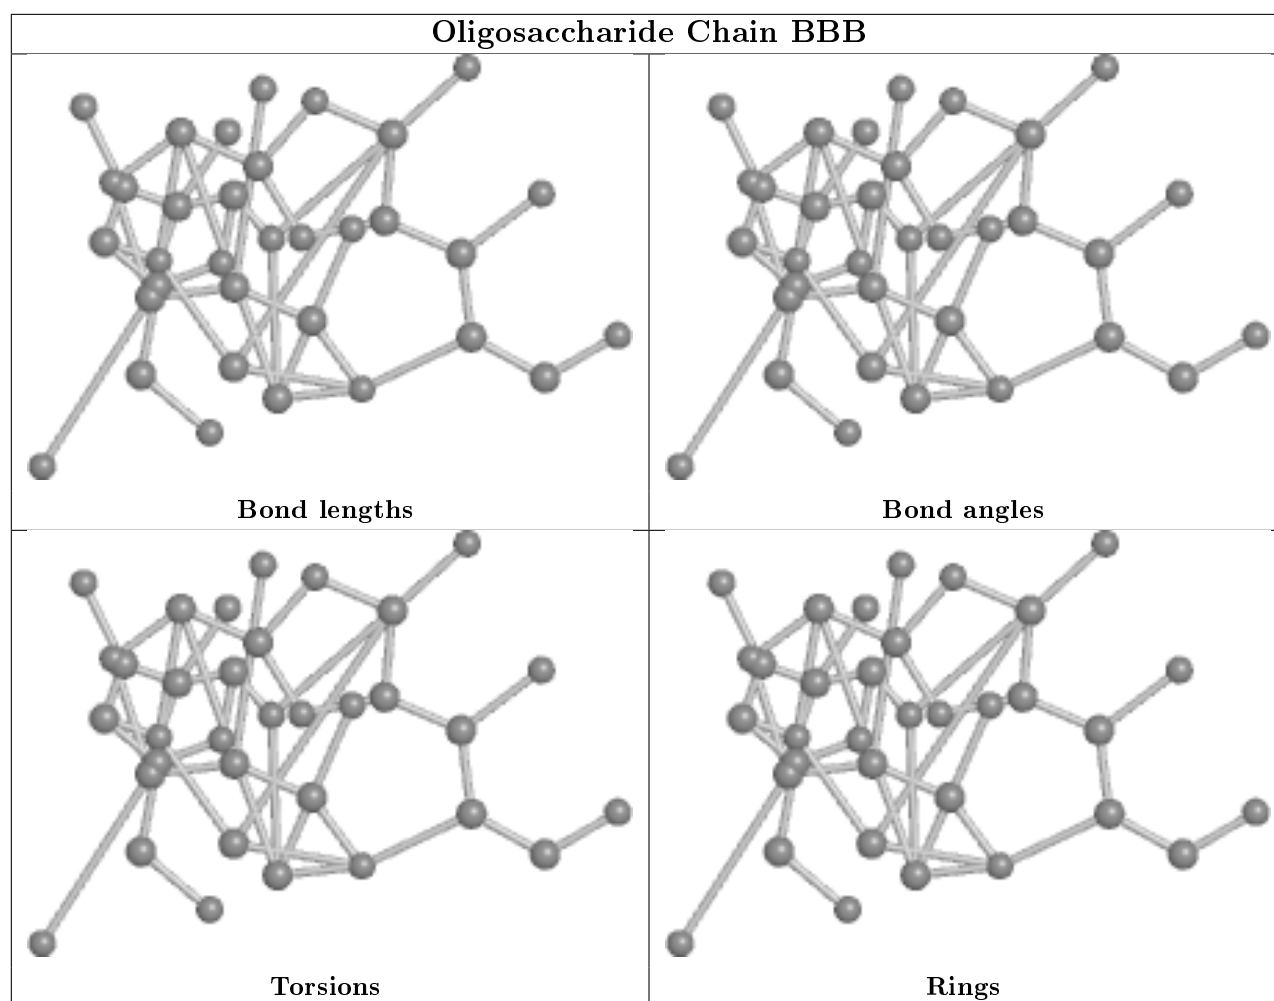 Oligosaccharide Chain BBB
Bond lengths
Bond angles
Torsions
Rings